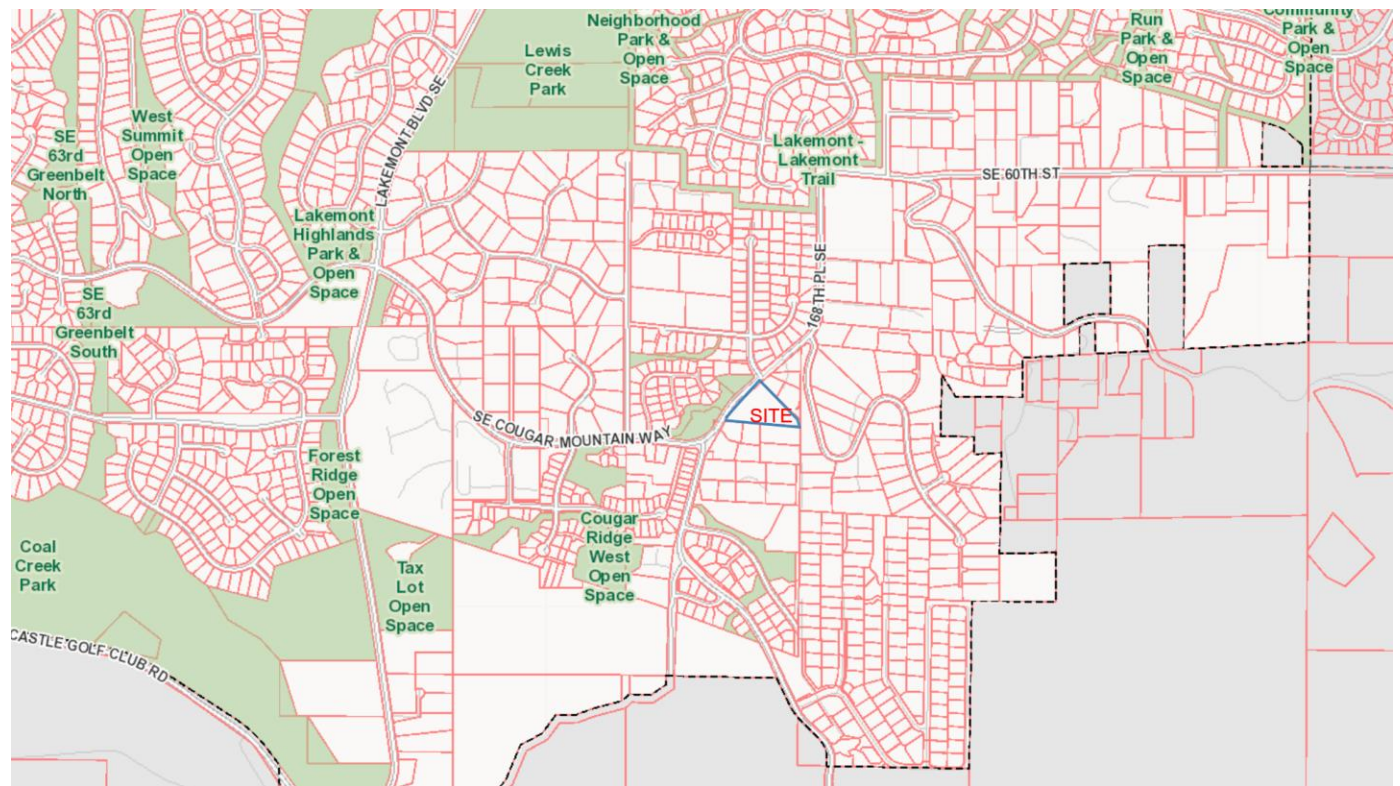 Neighborhood
Park &
Open
Space
Lewis
Creek
Park
Run
Park &
Open
Space
Community
Park &
Open
Space
West
Summit
Open
Space
SE
63rd
Greenbelt
North
LAKEMONT BLVD SE
Lakemont -
Lakemont
Trail
SE 60TH ST
Lakemont
Highlands
Park &
Open
Space
SE
63rd
Greenbelt
South
168TH PL SE
SITE
SE COUGAR MOUNTAIN WAY
Forest
Ridge
Open
Space
Cougar
Ridge
West
Open
Space
Coal
Creek
Park
Tax
Lot
Open
Space
CASTLE GOLF CLUB RD